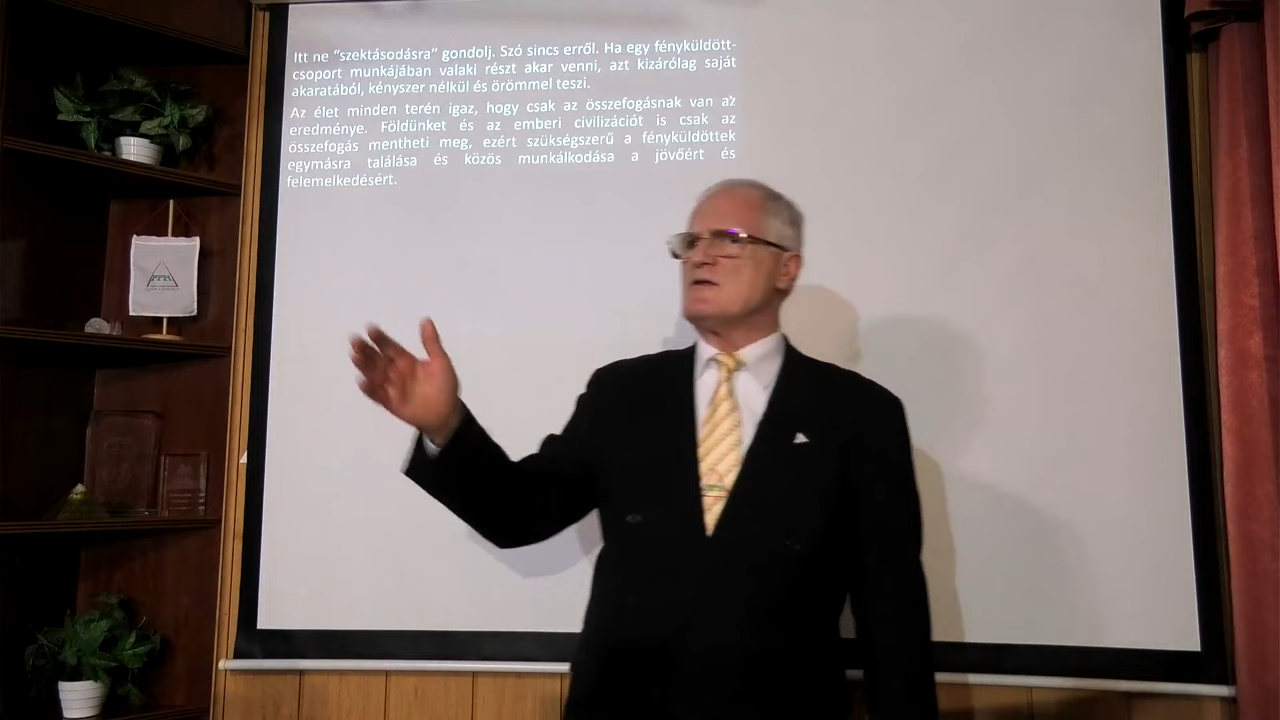 Itt ne "szektásodásra" gondolj. Szó sincs erről. Ha egy fényküldött-
csoport munkájában valaki részt akar venni, azt kizárólag saját
akaratából, kényszer nélkül és örömmel teszi.
Az élet minden terén igaz, hogy csak az összefogásnak van
eredménye. Földünket és az emberi civilizációt is csak az
összefogás mentheti meg, ezért szükségszerű a fényküldöttek
egymásra találása és közös munkálkodása a jövőért és
felemelkedésért.